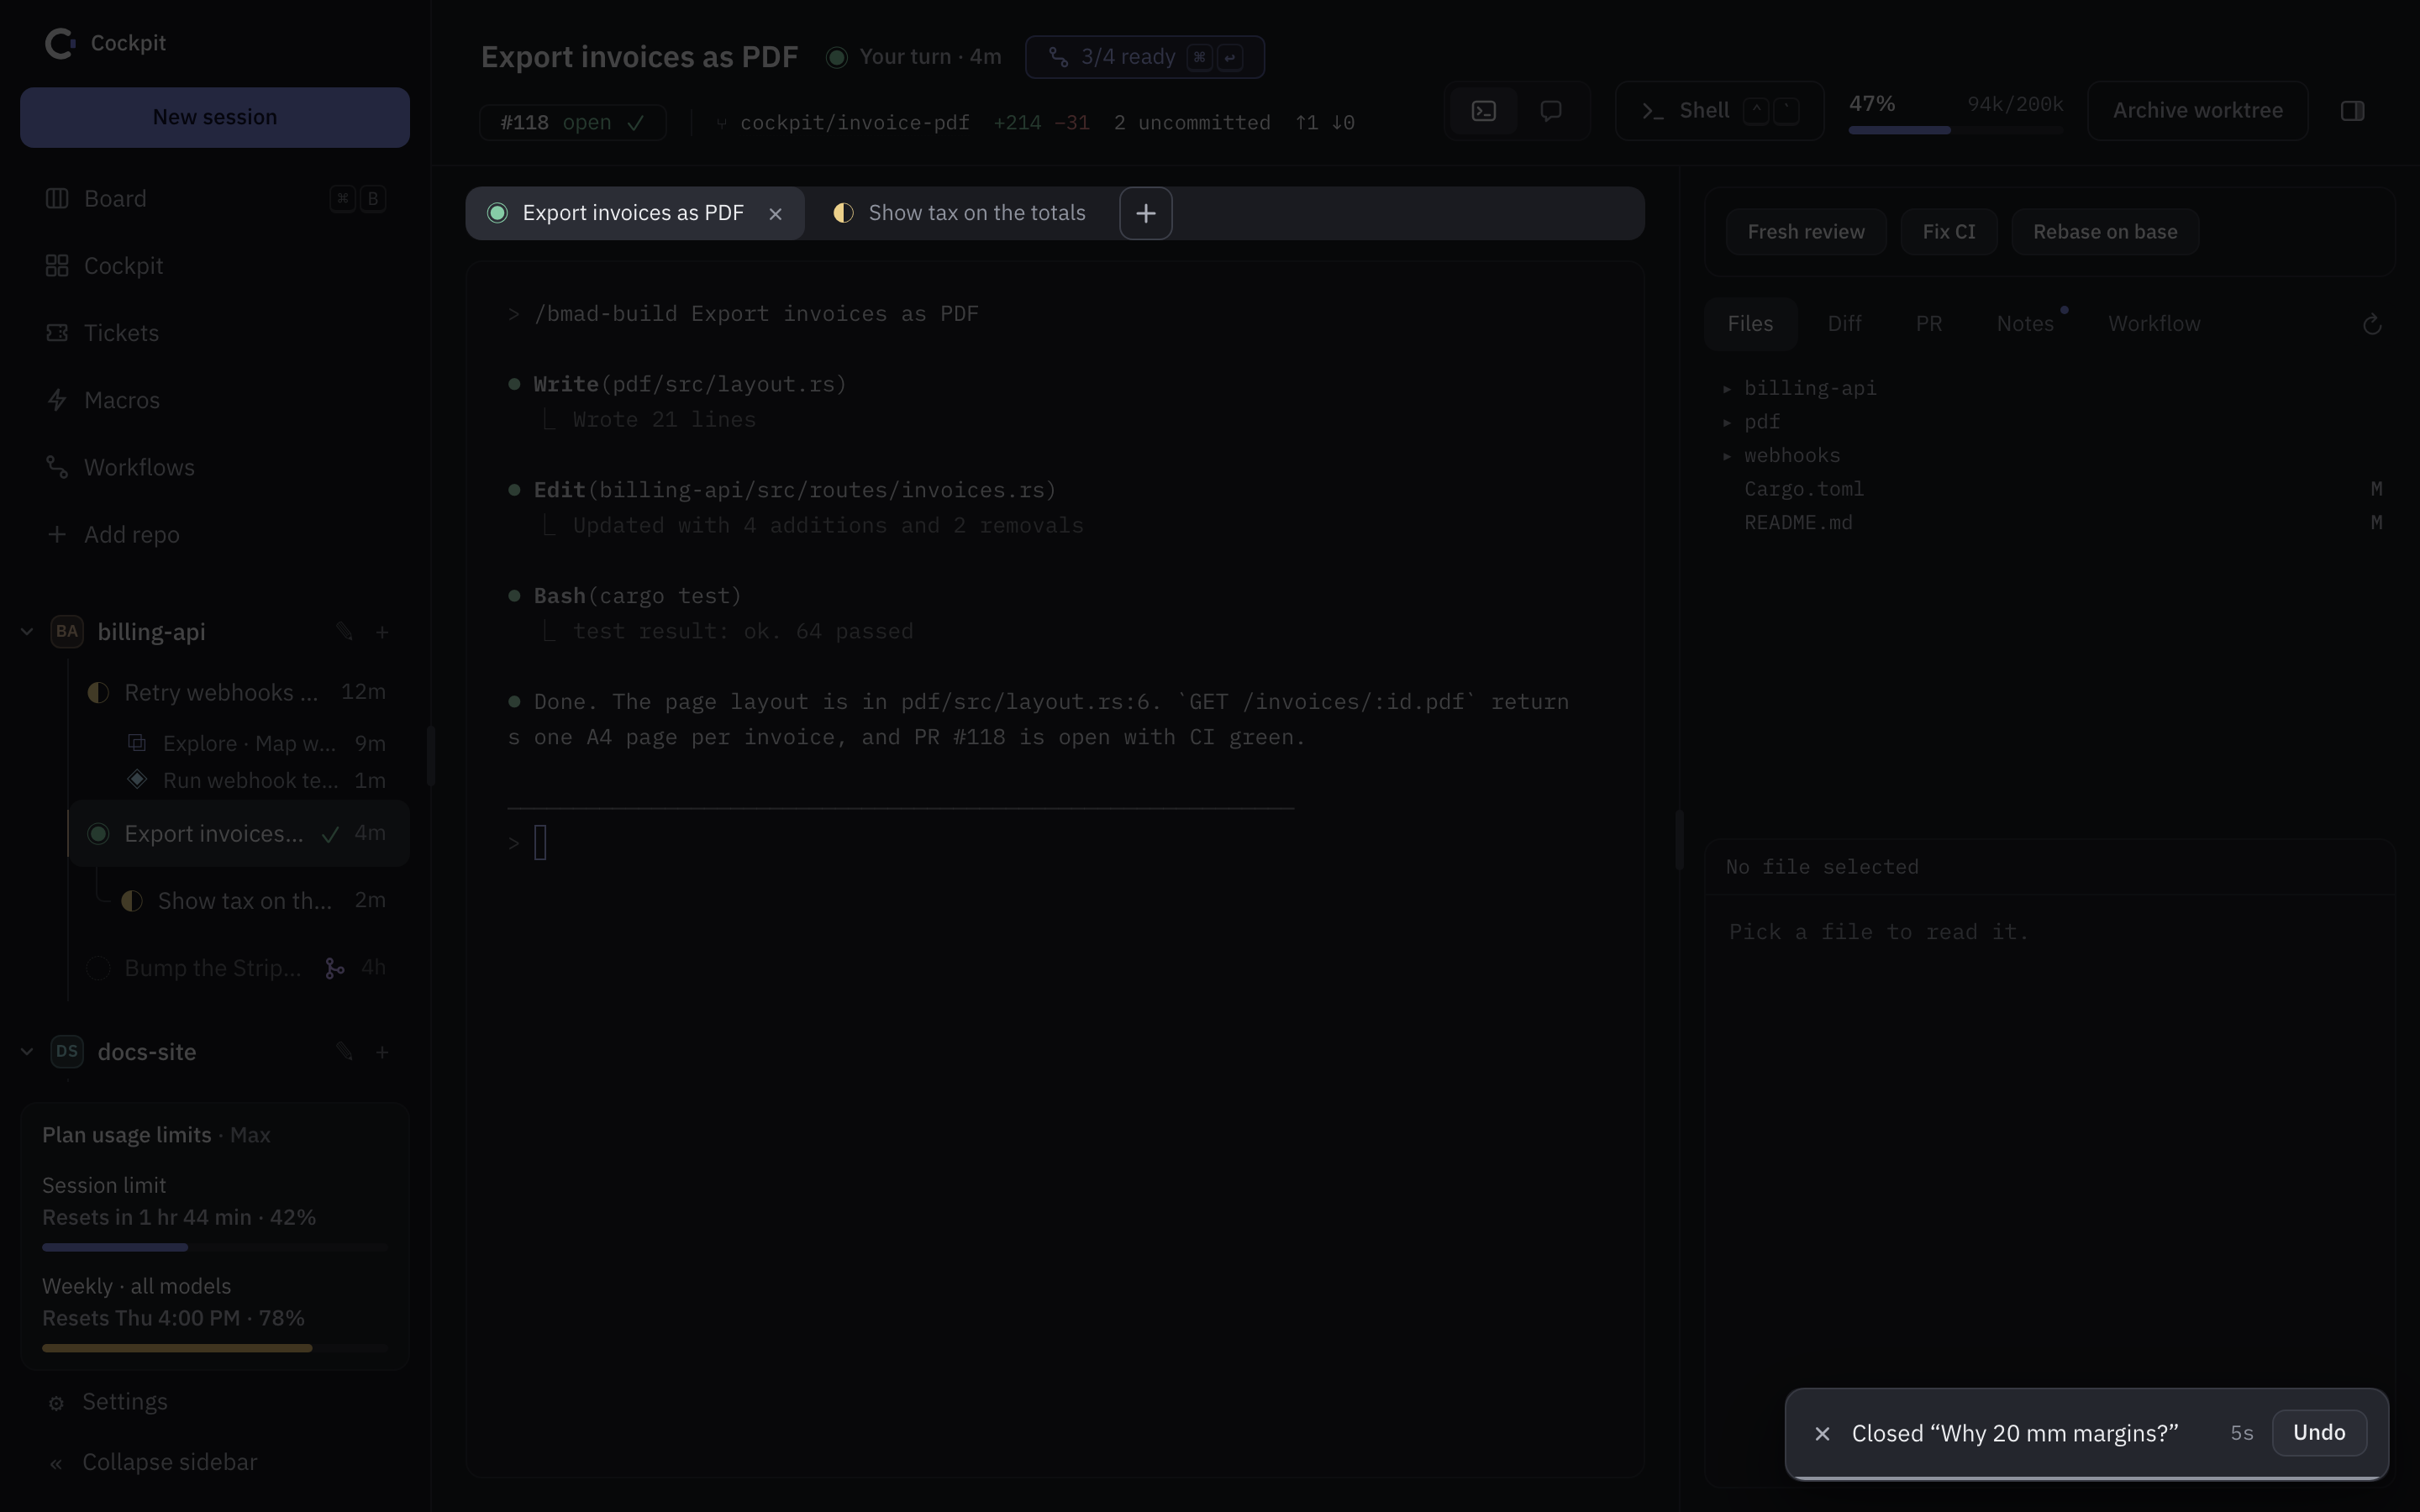 Cockpit
New session
Board ⌘ B
Cockpit
Tickets
Macros
Workflows
+ Add repo
BA billing-api
Retry webhooks ... 12m
Explore · Map w... 9m
Run webhook te... 1m
Export invoices... ✓ 4m
Show tax on th... 2m
Bump the Strip... 4h
DS docs-site
Plan usage limits · Max
Session limit
Resets in 1 hr 44 min · 42%
Weekly · all models
Resets Thu 4:00 PM · 78%
Settings
« Collapse sidebar
Export invoices as PDF Your turn · 4m 3/4 ready ⌘ ↩
#118 open ✓ cockpit/invoice-pdf +214 −31 2 uncommitted ↑1 ↓0
>_ Shell ^ ` 47% 94k/200k Archive worktree
Export invoices as PDF × Show tax on the totals +
> /bmad-build Export invoices as PDF
● Write(pdf/src/layout.rs)
⎿ Wrote 21 lines
● Edit(billing-api/src/routes/invoices.rs)
⎿ Updated with 4 additions and 2 removals
● Bash(cargo test)
⎿ test result: ok. 64 passed
● Done. The page layout is in pdf/src/layout.rs:6. `GET /invoices/:id.pdf` return
s one A4 page per invoice, and PR #118 is open with CI green.
>
Fresh review Fix CI Rebase on base
Files Diff PR Notes Workflow
▸ billing-api
▸ pdf
▸ webhooks
Cargo.toml M
README.md M
No file selected
Pick a file to read it.
× Closed “Why 20 mm margins?” 5s Undo